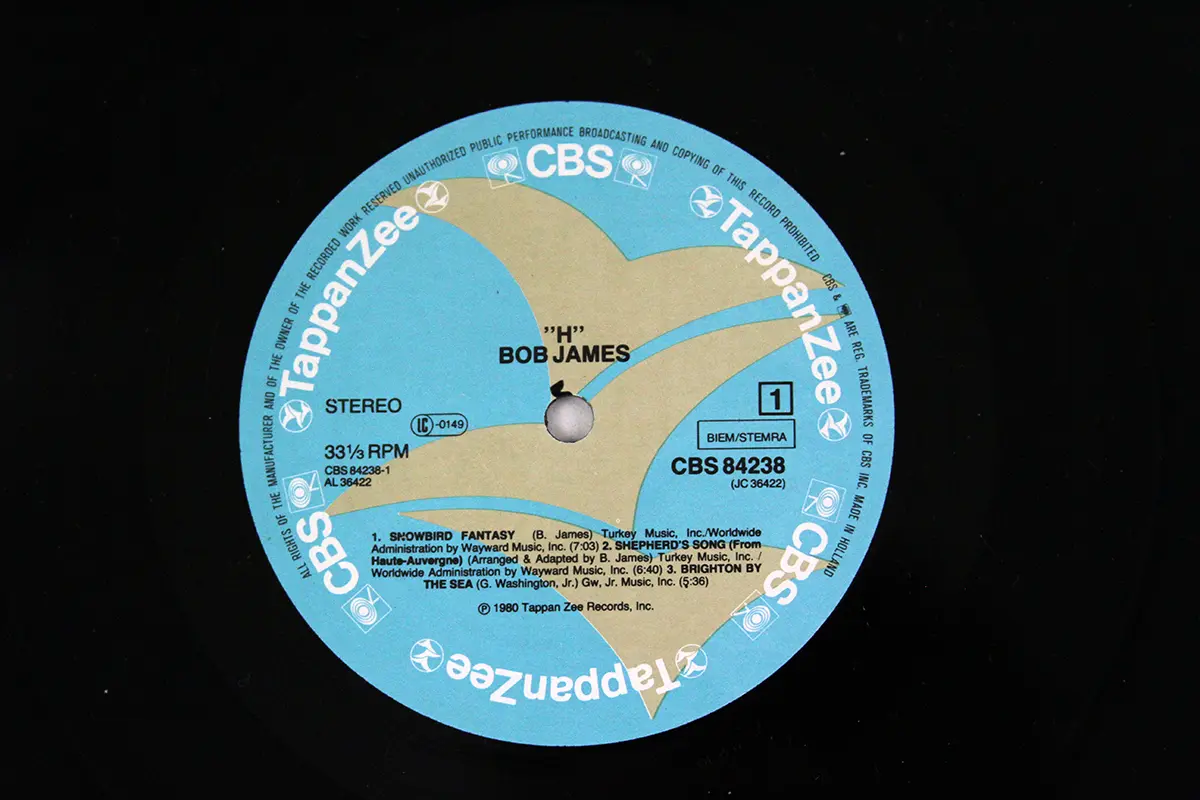 ALL RIGHTS OF THE MANUFACTURER AND OF THE OWNER OF THE RECORDED WORK RESERVED UNAUTHORIZED PUBLIC PERFORMANCE BROADCASTING AND COPYING OF THIS RECORD PROHIBITED CBS & ARE REG. TRADEMARKS OF CBS INC. MADE IN HOLLAND
CBS
TappanZee
TappanZee
"H"
BOB JAMES
STEREO
LC-0149
33⅓ RPM
CBS 84238-1
AL 36422
1
BIEM/STEMRA
CBS 84238
(JC 36422)
1. SNOWBIRD FANTASY (B. James) Turkey Music, Inc./Worldwide
Administration by Wayward Music, Inc. (7:03) 2. SHEPHERD'S SONG (From
Haute-Auvergne) (Arranged & Adapted by B. James) Turkey Music, Inc. /
Worldwide Administration by Wayward Music, Inc. (6:40) 3. BRIGHTON BY
THE SEA (G. Washington, Jr.) Gw, Jr. Music, Inc. (5:36)
℗ 1980 Tappan Zee Records, Inc.
CBS
CBS
TappanZee